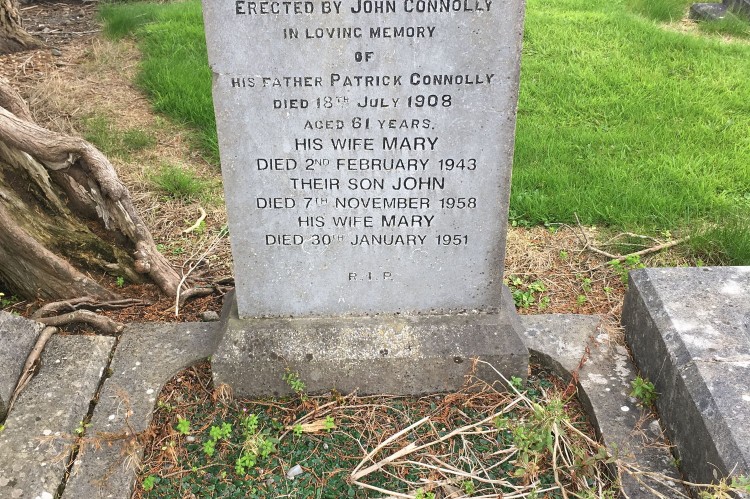 ERECTED BY JOHN CONNOLLY
IN LOVING MEMORY
OF
HIS FATHER PATRICK CONNOLLY
DIED 18TH JULY 1908
AGED 61 YEARS.
HIS WIFE MARY
DIED 2ND FEBRUARY 1943
THEIR SON JOHN
DIED 7TH NOVEMBER 1958
HIS WIFE MARY
DIED 30TH JANUARY 1951
R.I.P.